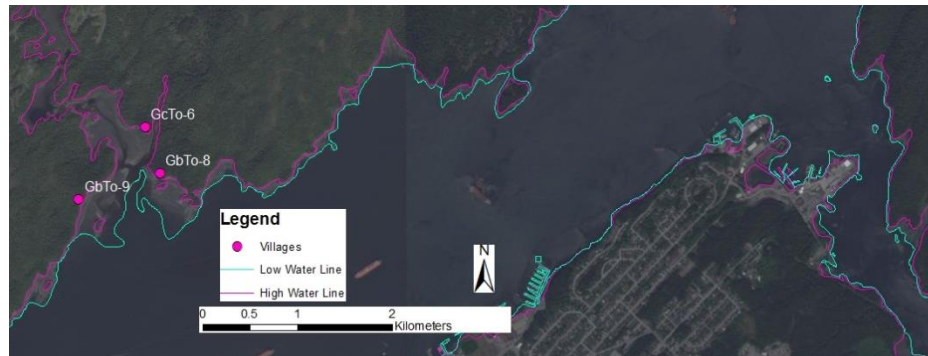 GcTo-6
GbTo-8
GbTo-9
Legend
Villages
Low Water Line
High Water Line
N
0 0.5 1 2
Kilometers